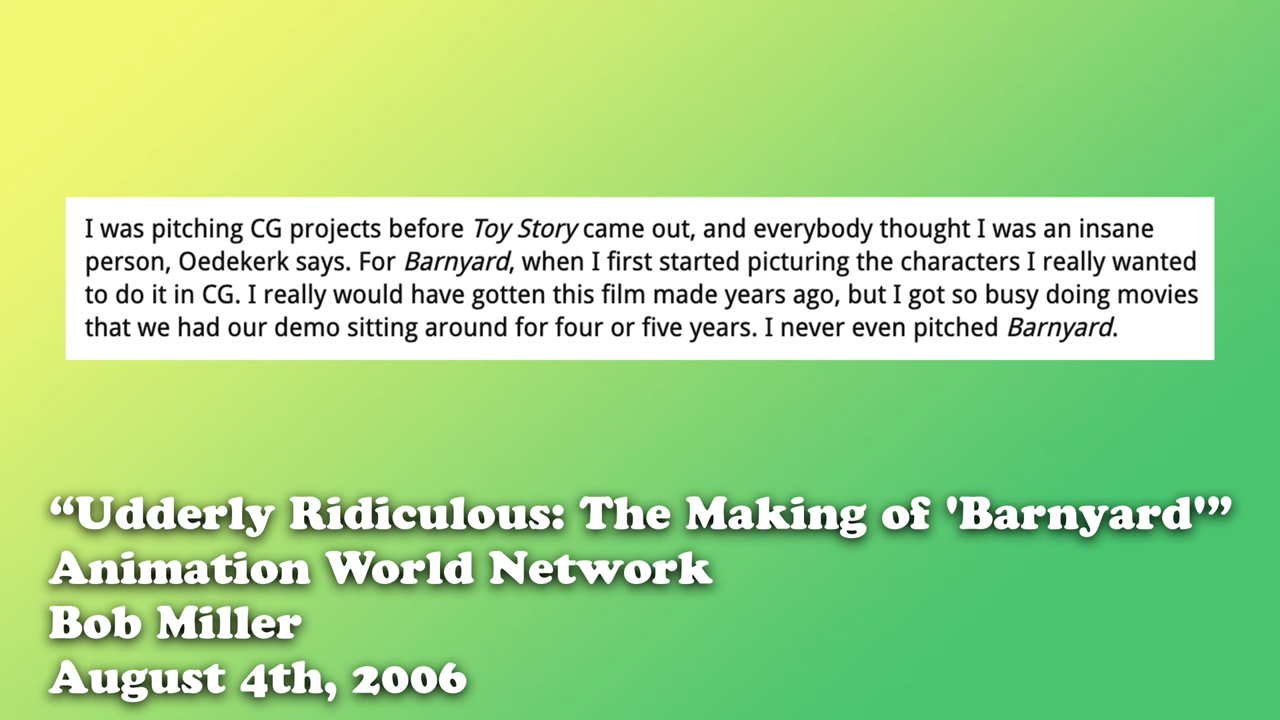 I was pitching CG projects before Toy Story came out, and everybody thought I was an insane
person, Oedekerk says. For Barnyard, when I first started picturing the characters I really wanted
to do it in CG. I really would have gotten this film made years ago, but I got so busy doing movies
that we had our demo sitting around for four or five years. I never even pitched Barnyard.
“Udderly Ridiculous: The Making of 'Barnyard'”
Animation World Network
Bob Miller
August 4th, 2006